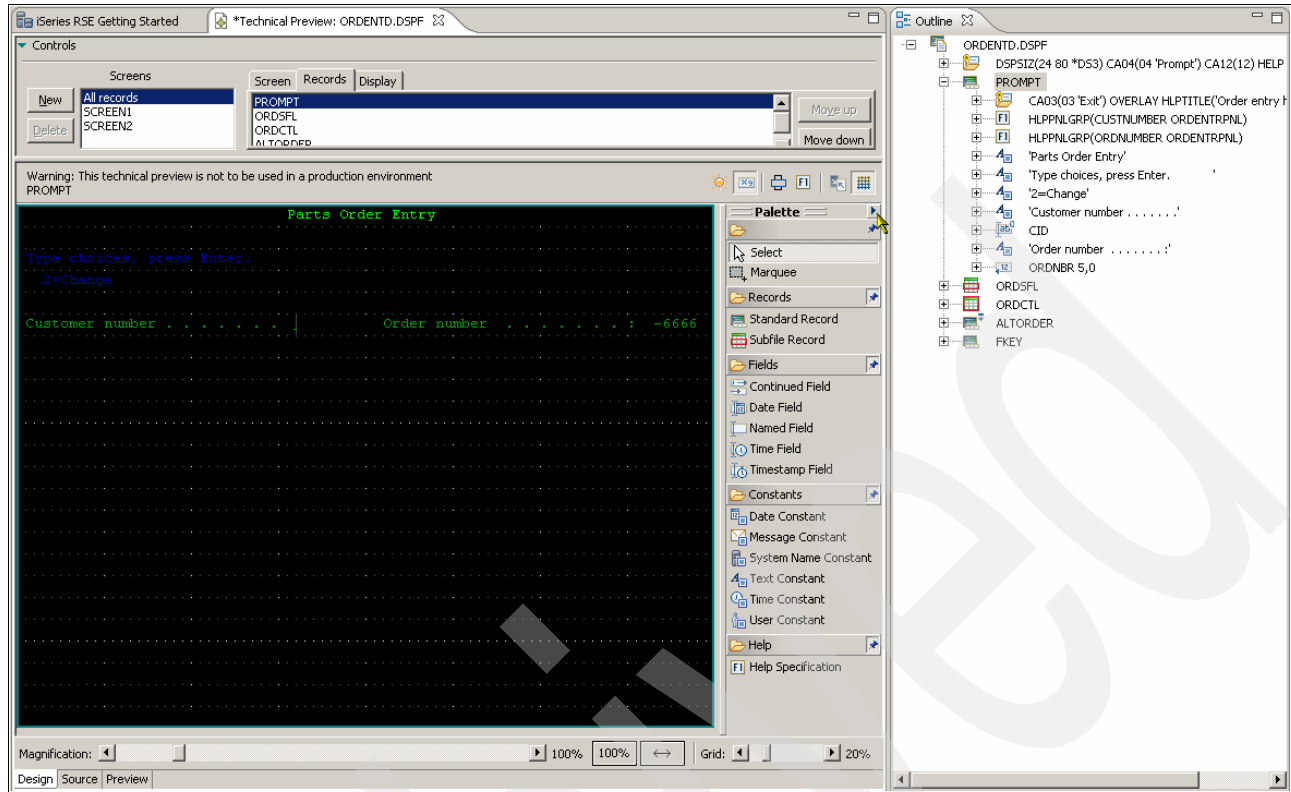 iSeries RSE Getting Started
*Technical Preview: ORDENTD.DSPF
Controls
Screens
New
Delete
All records
SCREEN1
SCREEN2
Screen
Records
Display
PROMPT
ORDSFL
ORDCTL
ALTORDER
Move up
Move down
Warning: This technical preview is not to be used in a production environment
PROMPT
Parts Order Entry
Type choices, press Enter.
2=Change
Customer number . . . . . . . .
Order number . . . . . . . : -6666
Palette
Select
Marquee
Records
Standard Record
Subfile Record
Fields
Continued Field
Date Field
Named Field
Time Field
Timestamp Field
Constants
Date Constant
Message Constant
System Name Constant
Text Constant
Time Constant
User Constant
Help
Help Specification
Magnification:
100%
100%
Grid:
20%
Design
Source
Preview
Outline
ORDENTD.DSPF
DSPSIZ(24 80 *DS3) CA04(04 'Prompt') CA12(12) HELP
PROMPT
CA03(03 'Exit') OVERLAY HLPTITLE('Order entry h
HLPPNLGRP(CUSTNUMBER ORDENTRPNL)
HLPPNLGRP(ORDNUMBER ORDENTRPNL)
'Parts Order Entry'
'Type choices, press Enter. '
'2=Change'
'Customer number . . . . . . .'
CID
'Order number . . . . . . .:'
ORDNBR 5,0
ORDSFL
ORDCTL
ALTORDER
FKEY